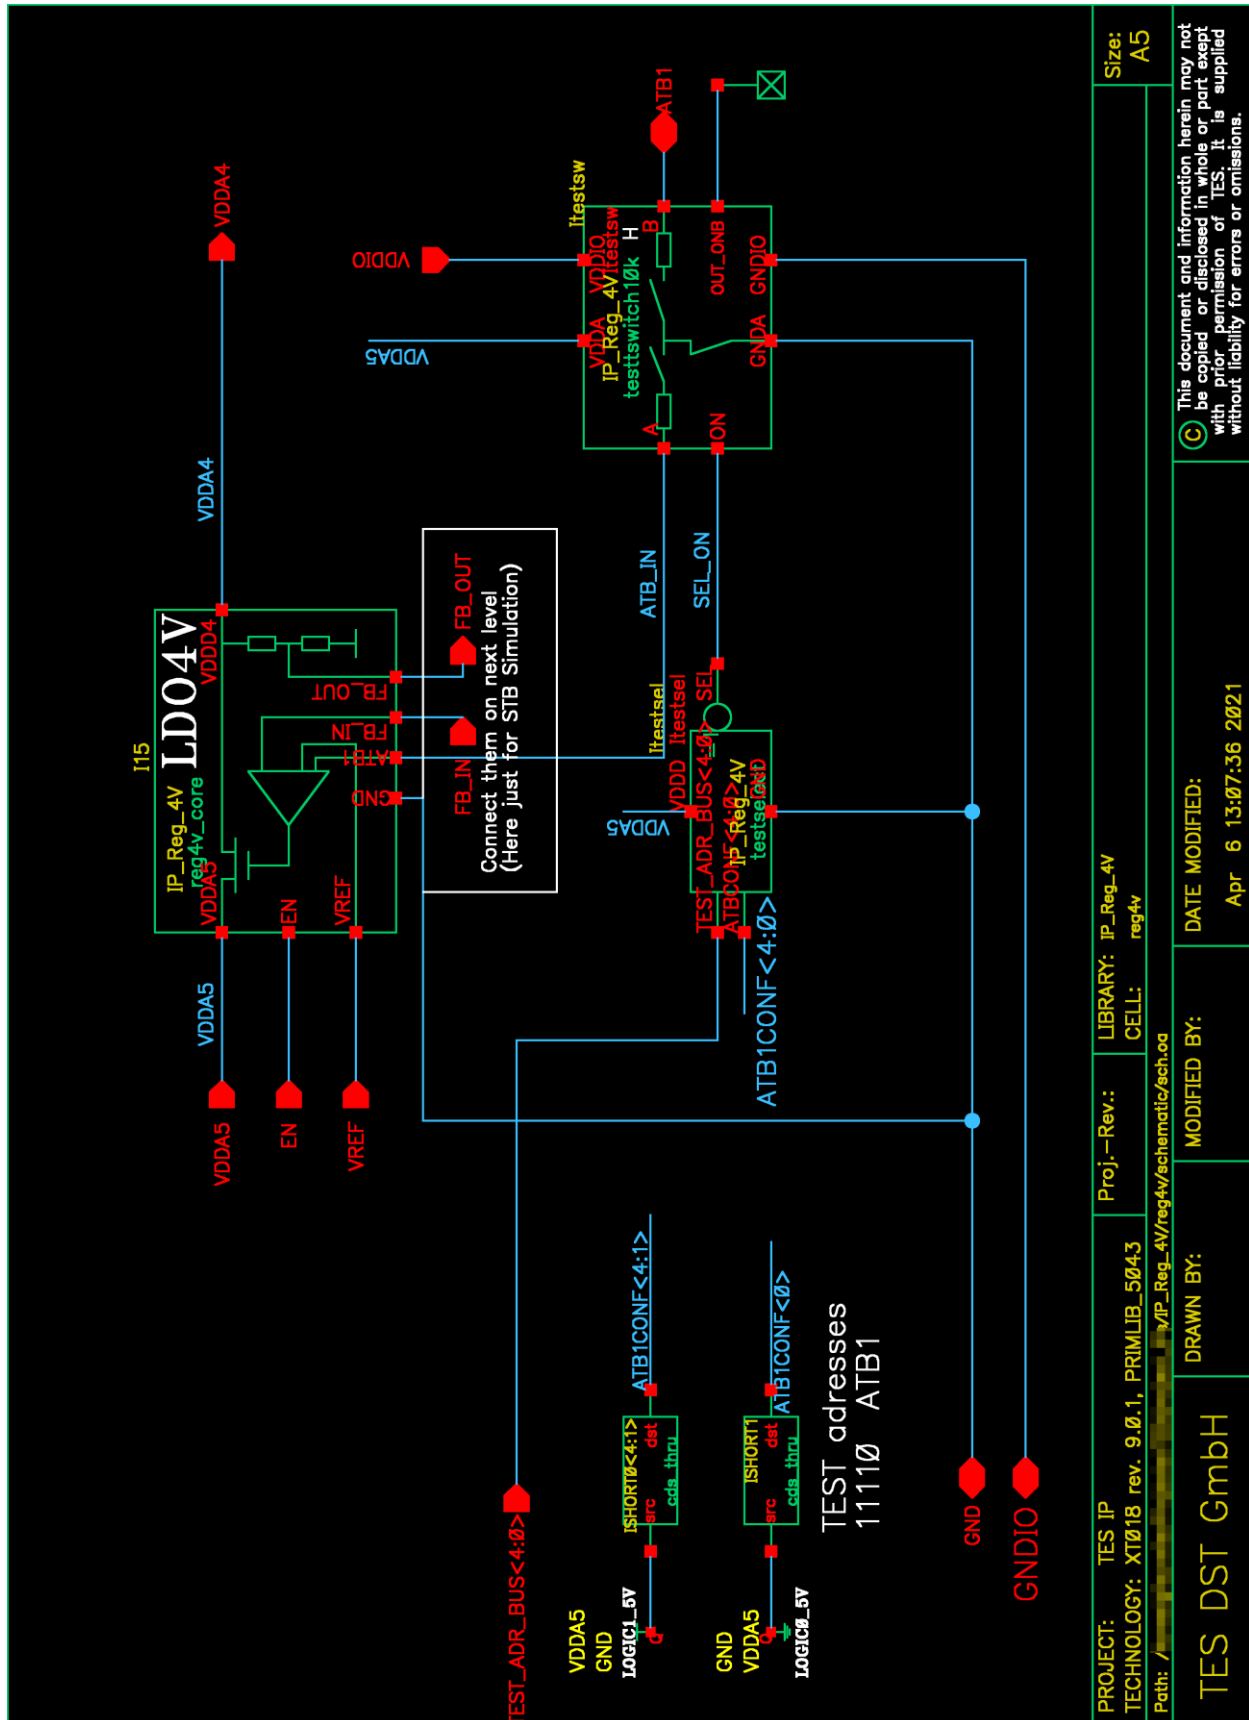 I15
IP_Reg_4V
reg4v_core
LDO4V
VDDA5
VDDD4
EN
VREF
GND
ATB1
FB_IN
FB_OUT
VDDA5
VDDA5
EN
VREF
VDDA4
VDDA4
FB_IN
FB_OUT
Connect them on next level
(Here just for STB Simulation)
VDDIO
VDDA5
Itestsw
VDDA
VDDIO
Itestsw
IP_Reg_4V
testtswitch10k
H
A
B
ON
OUT_ONB
GNDA
GNDIO
ATB1
ATB_IN
SEL_ON
Itestsel
VDDA5
VDDD
Itestsel
SEL
TEST_ADR_BUS<4:0>
ATBCONF<4:0>
IP_Reg_4V
testselect
GND
ATB1CONF<4:0>
TEST_ADR_BUS<4:0>
VDDA5
GND
LOGIC1_5V
ISHORT0<4:1>
src
dst
cds_thru
ATB1CONF<4:1>
GND
VDDA5
LOGIC0_5V
ISHORT1
src
dst
cds_thru
ATB1CONF<0>
TEST adresses
11110 ATB1
GND
GNDIO
PROJECT: TES IP
TECHNOLOGY: XT018 rev. 9.0.1, PRIMLIB_5043
Proj.-Rev.:
LIBRARY: IP_Reg_4V
CELL: reg4v
Size:
A5
Path: /
/IP_Reg_4V/reg4v/schematic/sch.oa
TES DST GmbH
DRAWN BY:
MODIFIED BY:
DATE MODIFIED:
Apr 6 13:07:36 2021
C
This document and information herein may not
be copied or disclosed in whole or part exept
with prior permission of TES. It is supplied
without liability for errors or omissions.